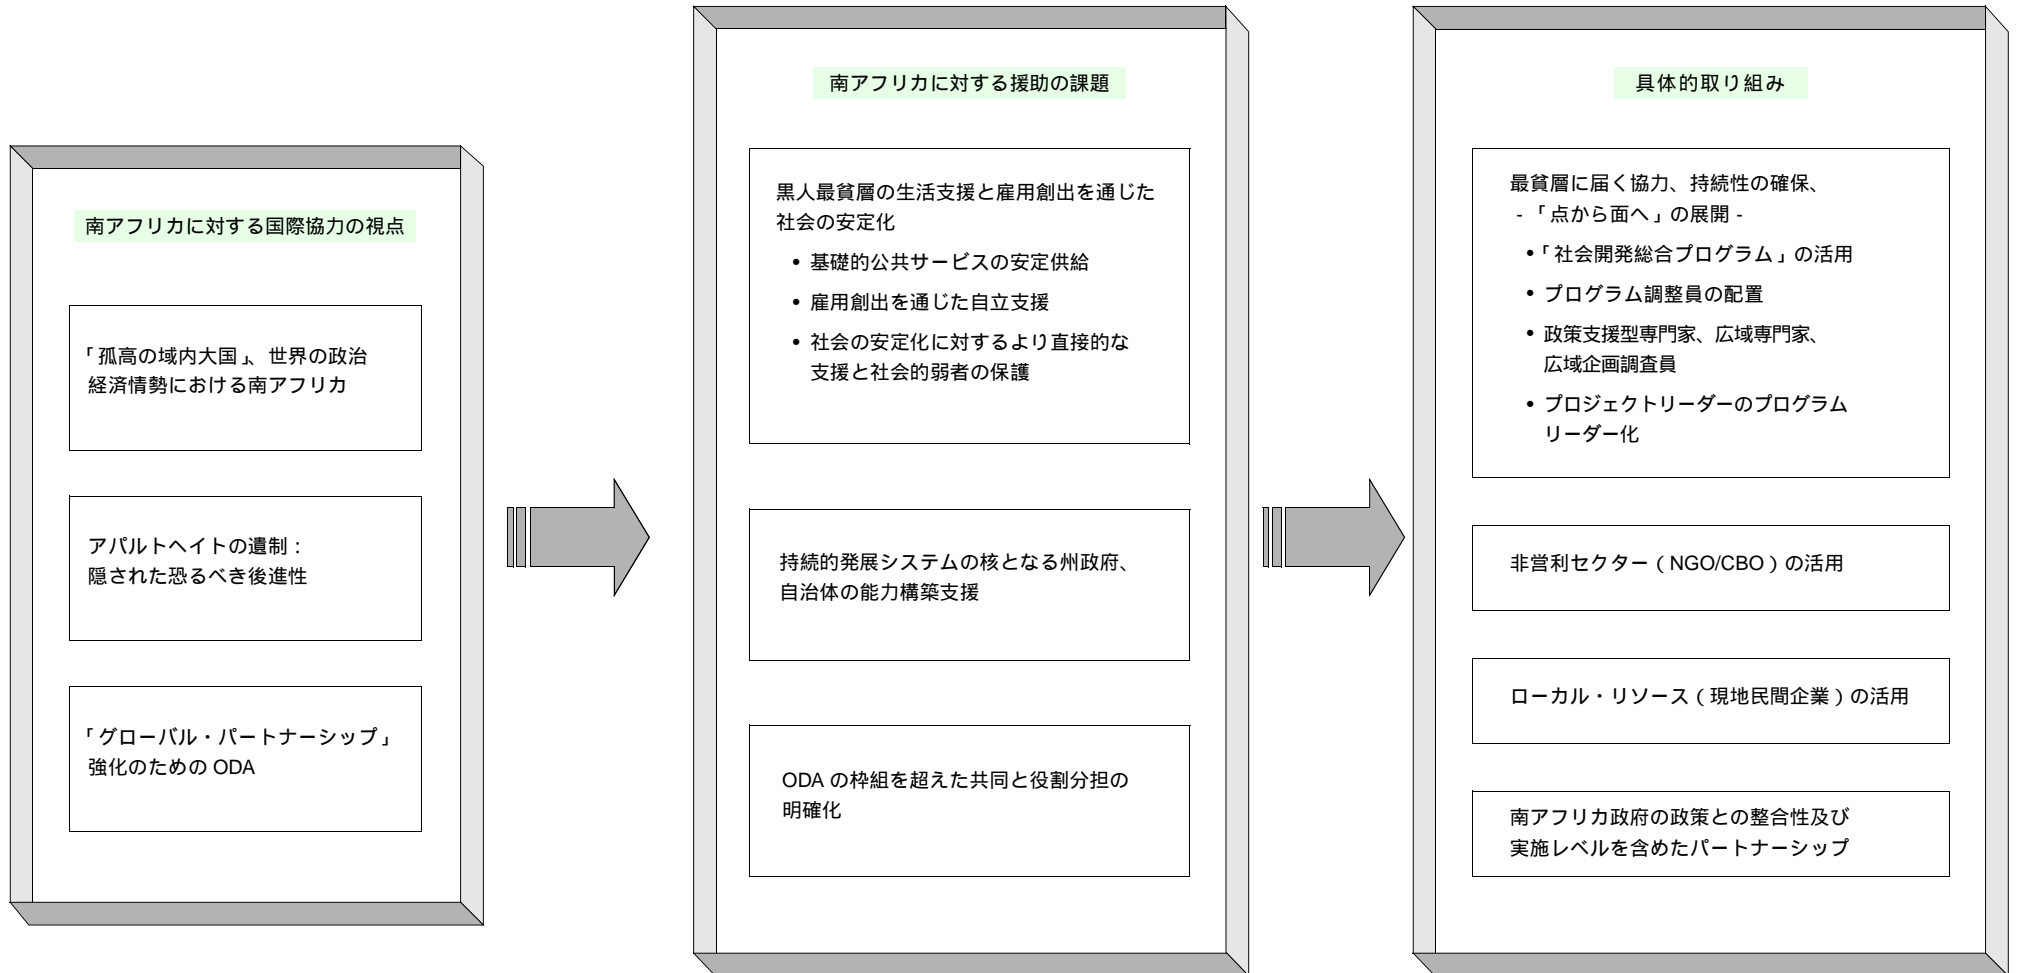 南アフリカに対する国際協力の視点
「孤高の域内大国」、世界の政治
経済情勢における南アフリカ
アパルトヘイトの遺制：
隠された恐るべき後進性
「グローバル・パートナーシップ」
強化のための ODA
南アフリカに対する援助の課題
黒人最貧層の生活支援と雇用創出を通じた
社会の安定化
• 基礎的公共サービスの安定供給
• 雇用創出を通じた自立支援
• 社会の安定化に対するより直接的な
支援と社会的弱者の保護
持続的発展システムの核となる州政府、
自治体の能力構築支援
ODA の枠組を超えた共同と役割分担の
明確化
具体的取り組み
最貧層に届く協力、持続性の確保、
- 「点から面へ」の展開 -
•「社会開発総合プログラム」の活用
• プログラム調整員の配置
• 政策支援型専門家、広域専門家、
広域企画調査員
• プロジェクトリーダーのプログラム
リーダー化
非営利セクター（NGO/CBO）の活用
ローカル・リソース（現地民間企業）の活用
南アフリカ政府の政策との整合性及び
実施レベルを含めたパートナーシップ